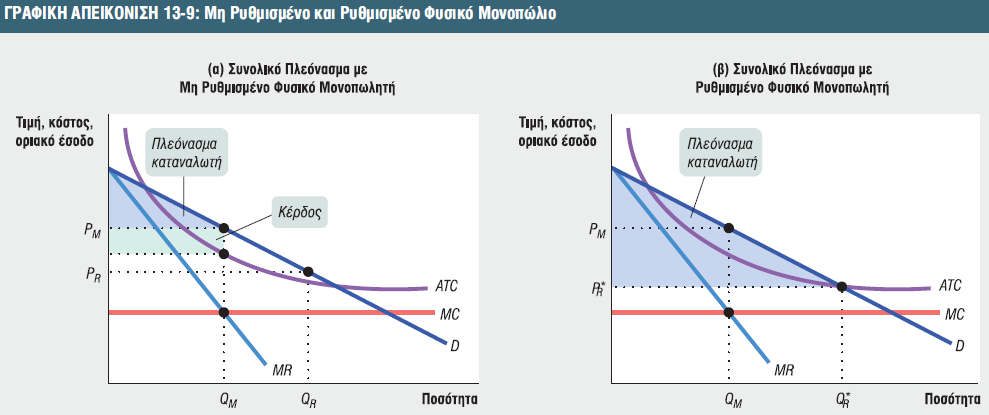 ΓΡΑΦΙΚΗ ΑΠΕΙΚΟΝΙΣΗ 13-9: Μη Ρυθμισμένο και Ρυθμισμένο Φυσικό Μονοπώλιο
(α) Συνολικό Πλεόνασμα με
Μη Ρυθμισμένο Φυσικό Μονοπωλητή
Τιμή, κόστος,
οριακό έσοδο
Πλεόνασμα
καταναλωτή
Κέρδος
P_M
P_R
ATC
MC
D
MR
Q_M
Q_R
Ποσότητα
(β) Συνολικό Πλεόνασμα με
Ρυθμισμένο Φυσικό Μονοπωλητή
Τιμή, κόστος,
οριακό έσοδο
Πλεόνασμα
καταναλωτή
P_M
P_R*
ATC
MC
D
MR
Q_M
Q_R*
Ποσότητα